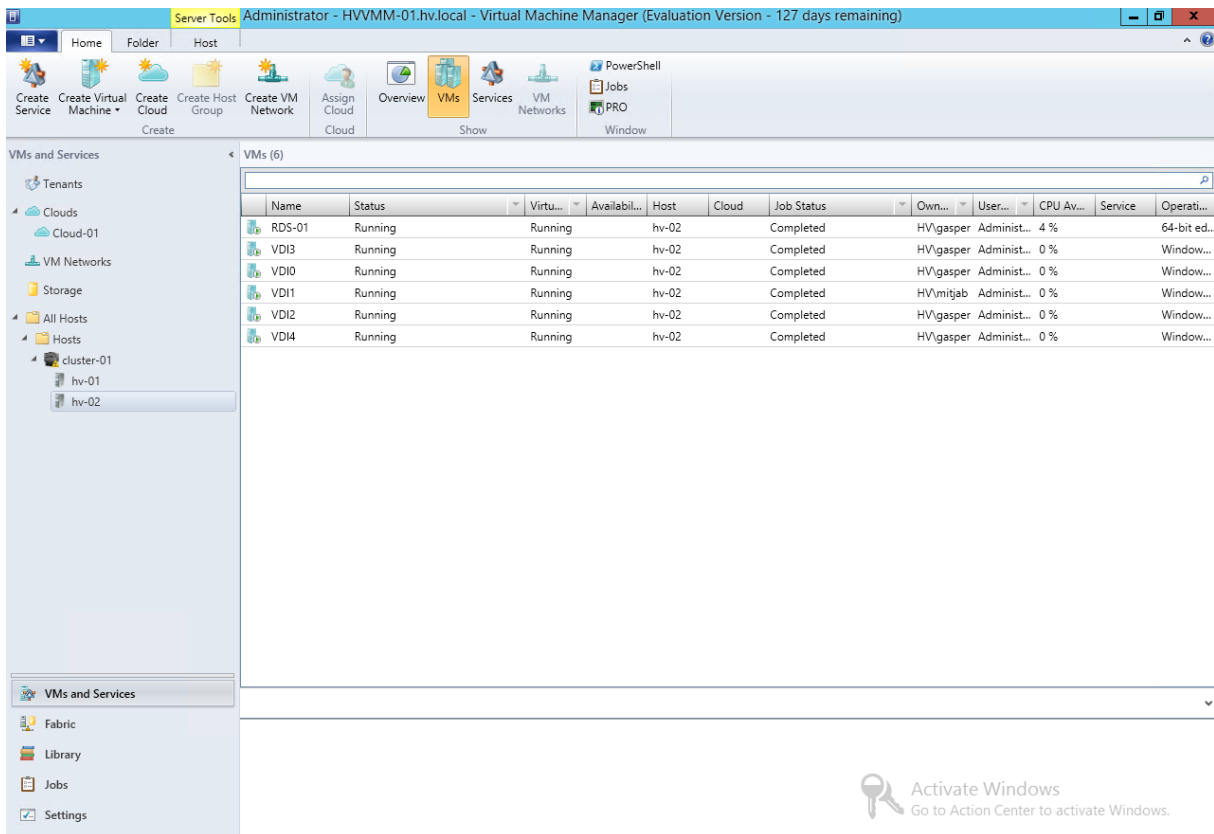 Server Tools Administrator - HVVMM-01.hv.local - Virtual Machine Manager (Evaluation Version - 127 days remaining)
Home Folder Host
Create Service
Create Virtual Machine
Create Cloud
Create Host Group
Create VM Network
Assign Cloud
Overview
VMs
Services
VM Networks
PowerShell
Jobs
PRO
Create Cloud Show Window
VMs and Services
Tenants
Clouds
Cloud-01
VM Networks
Storage
All Hosts
Hosts
cluster-01
hv-01
hv-02
VMs and Services
Fabric
Library
Jobs
Settings
VMs (6)
Name Status Virtu... Availabil... Host Cloud Job Status Own... User... CPU Av... Service Operati...
RDS-01 Running Running hv-02 Completed HV\gasper Administ... 4 % 64-bit ed...
VDI3 Running Running hv-02 Completed HV\gasper Administ... 0 % Window...
VDI0 Running Running hv-02 Completed HV\gasper Administ... 0 % Window...
VDI1 Running Running hv-02 Completed HV\mitjab Administ... 0 % Window...
VDI2 Running Running hv-02 Completed HV\gasper Administ... 0 % Window...
VDI4 Running Running hv-02 Completed HV\gasper Administ... 0 % Window...
Activate Windows
Go to Action Center to activate Windows.